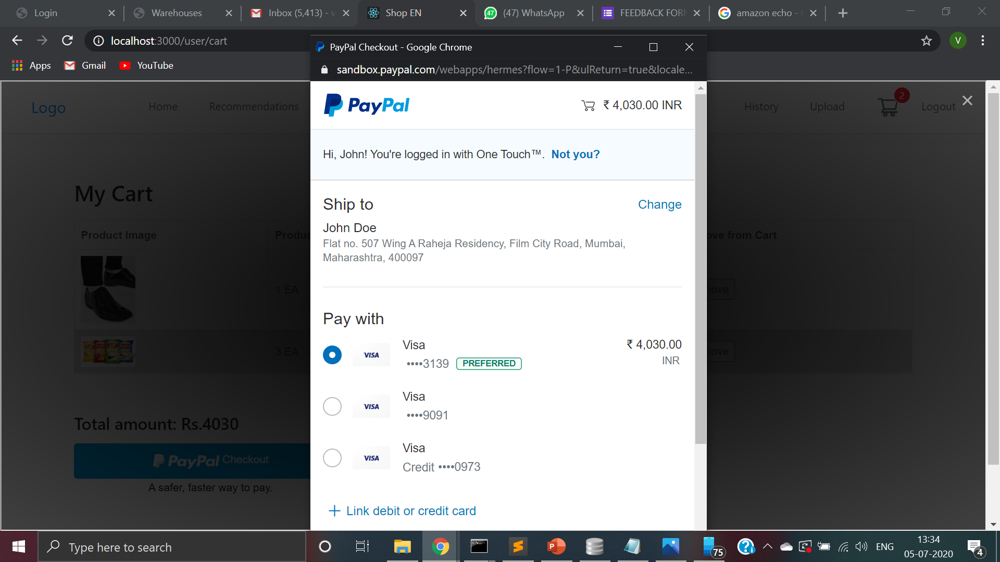 Login
Warehouses
Inbox (5,413) - v
Shop EN
47
(47) WhatsApp
FEEDBACK FORM
amazon echo -
localhost:3000/user/cart
V
Apps
Gmail
YouTube
PayPal Checkout - Google Chrome
sandbox.paypal.com/webapps/hermes?flow=1-P&ulReturn=true&locale...
Logo
Home
Recommendations
History
Upload
2
Logout
PayPal
₹ 4,030.00 INR
Hi, John! You're logged in with One Touch™. Not you?
Ship to
Change
John Doe
Flat no. 507 Wing A Raheja Residency, Film City Road, Mumbai,
Maharashtra, 400097
Pay with
Visa
₹ 4,030.00
VISA
••••3139
PREFERRED
INR
Visa
VISA
••••9091
Visa
VISA
Credit ••••0973
Link debit or credit card
My Cart
Product Image
Produ
ove from Cart
1 EA
ove
3 EA
ove
Total amount: Rs.4030
PayPal Checkout
A safer, faster way to pay.
Type here to search
75
ENG
13:34
05-07-2020
4